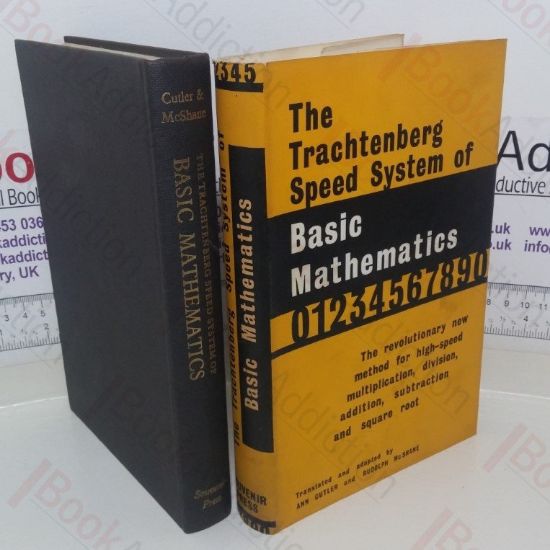 Cutler &
McShane
THE TRACHTENBERG SPEED SYSTEM OF
BASIC MATHEMATICS
Souvenir
Press
2345
The Trachtenberg Speed System of
Basic Mathematics
SOUVENIR
PRESS
The
Trachtenberg
Speed System of
Basic
Mathematics
01234567890
The revolutionary new
method for high-speed
multiplication, division,
addition, subtraction
and square root
Translated and adapted by
ANN CUTLER and RUDOLPH McSHANE